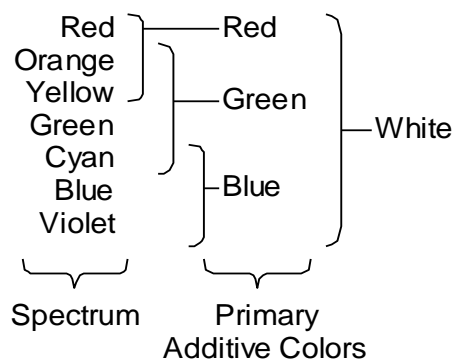 Red
Orange
Yellow
Green
Cyan
Blue
Violet
Red
Green
Blue
White
Spectrum
Primary
Additive Colors